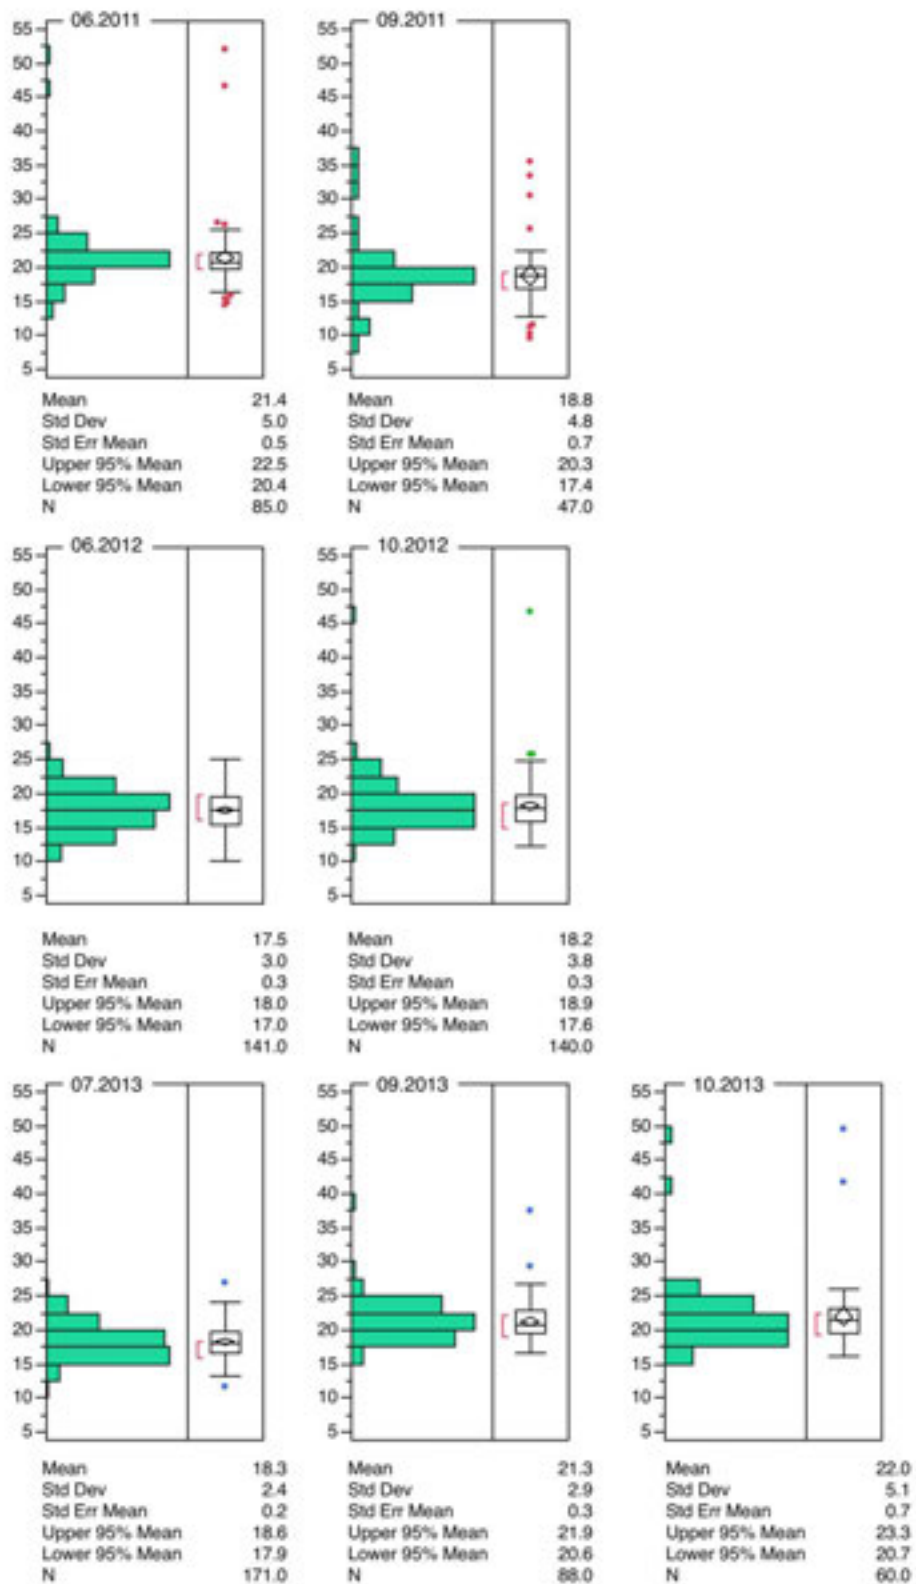 06.2011 09.2011
55 55
50 50
45 45
40 40
35 35
30 30
25 25
20 20
15 15
10 10
5 5
Mean 21.4 Mean 18.8
Std Dev 5.0 Std Dev 4.8
Std Err Mean 0.5 Std Err Mean 0.7
Upper 95% Mean 22.5 Upper 95% Mean 20.3
Lower 95% Mean 20.4 Lower 95% Mean 17.4
N 85.0 N 47.0
06.2012 10.2012
55 55
50 50
45 45
40 40
35 35
30 30
25 25
20 20
15 15
10 10
5 5
Mean 17.5 Mean 18.2
Std Dev 3.0 Std Dev 3.8
Std Err Mean 0.3 Std Err Mean 0.3
Upper 95% Mean 18.0 Upper 95% Mean 18.9
Lower 95% Mean 17.0 Lower 95% Mean 17.6
N 141.0 N 140.0
07.2013 09.2013 10.2013
55 55 55
50 50 50
45 45 45
40 40 40
35 35 35
30 30 30
25 25 25
20 20 20
15 15 15
10 10 10
5 5 5
Mean 18.3 Mean 21.3 Mean 22.0
Std Dev 2.4 Std Dev 2.9 Std Dev 5.1
Std Err Mean 0.2 Std Err Mean 0.3 Std Err Mean 0.7
Upper 95% Mean 18.6 Upper 95% Mean 21.9 Upper 95% Mean 23.3
Lower 95% Mean 17.9 Lower 95% Mean 20.6 Lower 95% Mean 20.7
N 171.0 N 88.0 N 60.0